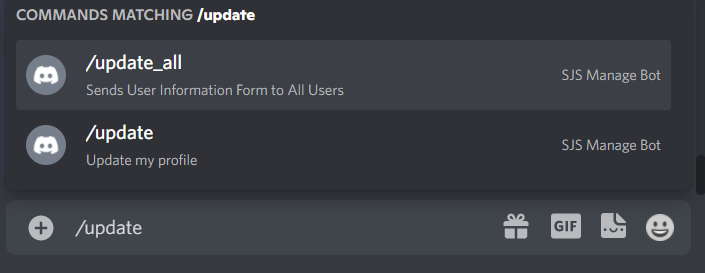 COMMANDS MATCHING /update
/update_all
Sends User Information Form to All Users
SJS Manage Bot
/update
Update my profile
SJS Manage Bot
/update
GIF